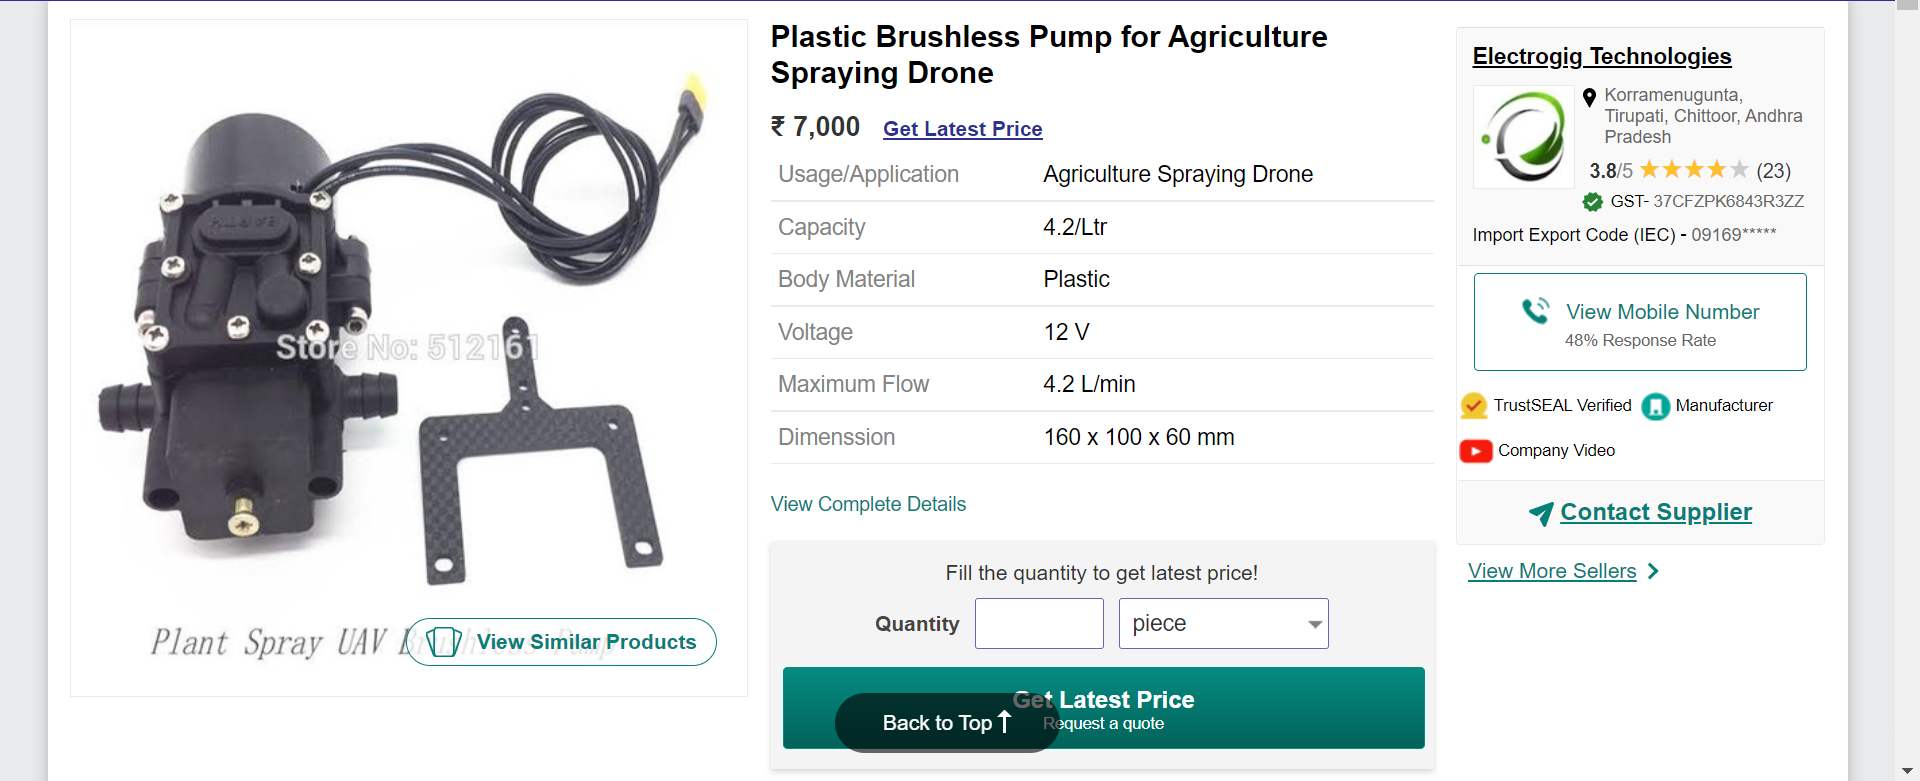 Plastic Brushless Pump for Agriculture
Spraying Drone
₹ 7,000 Get Latest Price
Usage/Application Agriculture Spraying Drone
Capacity 4.2/Ltr
Body Material Plastic
Voltage 12 V
Maximum Flow 4.2 L/min
Dimenssion 160 x 100 x 60 mm
View Complete Details
Fill the quantity to get latest price!
Quantity piece
Get Latest Price
Request a quote
Back to Top
Store No: 512161
Plant Spray UAV Brushless Pump
View Similar Products
Electrogig Technologies
Korramenugunta,
Tirupati, Chittoor, Andhra
Pradesh
3.8/5 (23)
GST- 37CFZPK6843R3ZZ
Import Export Code (IEC) - 09169*****
View Mobile Number
48% Response Rate
TrustSEAL Verified Manufacturer
Company Video
Contact Supplier
View More Sellers